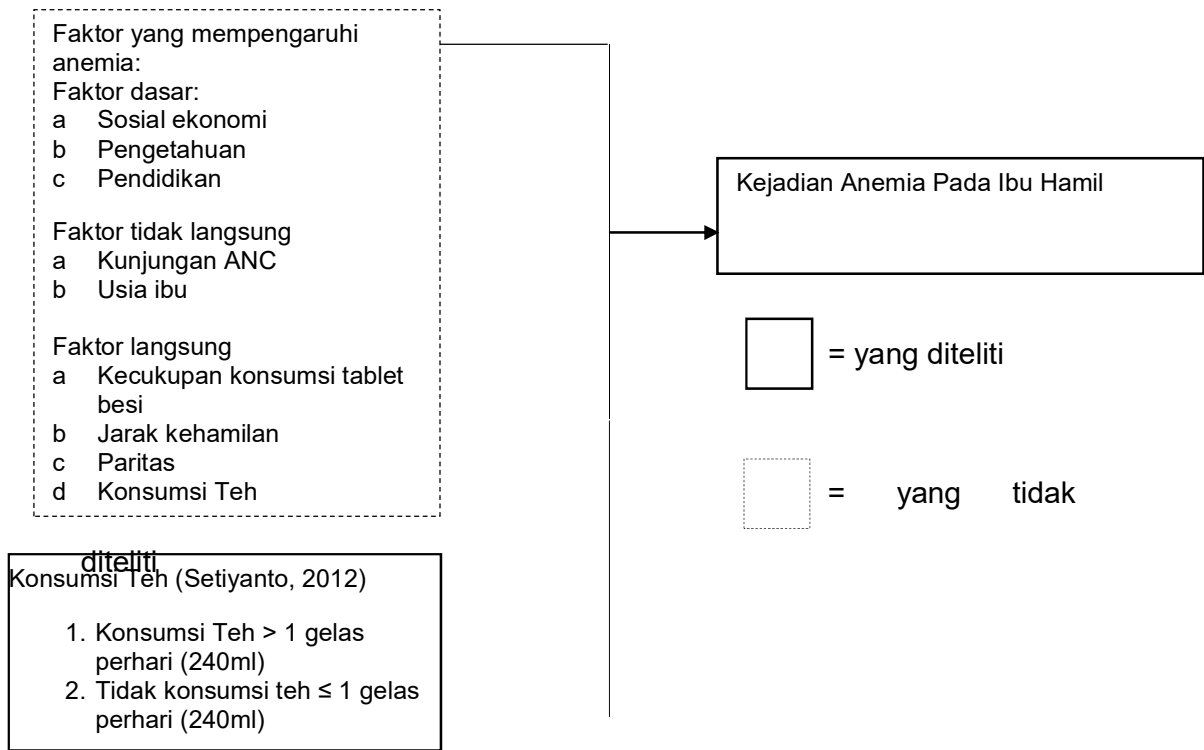 Faktor yang mempengaruhi
anemia:
Faktor dasar:
a Sosial ekonomi
b Pengetahuan
c Pendidikan
Faktor tidak langsung
a Kunjungan ANC
b Usia ibu
Faktor langsung
a Kecukupan konsumsi tablet
besi
b Jarak kehamilan
c Paritas
d Konsumsi Teh
Kejadian Anemia Pada Ibu Hamil
= yang diteliti
= yang tidak
diteliti
Konsumsi Teh (Setiyanto, 2012)
1. Konsumsi Teh > 1 gelas
perhari (240ml)
2. Tidak konsumsi teh ≤ 1 gelas
perhari (240ml)